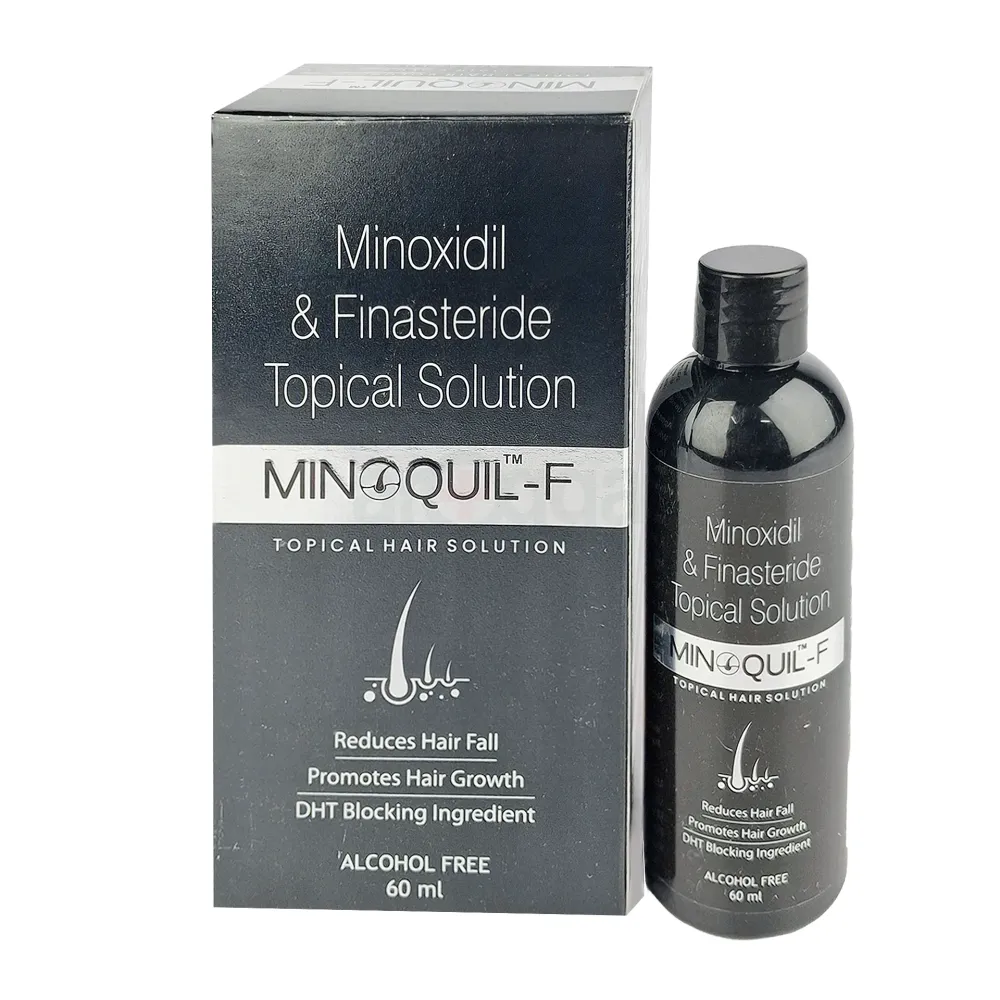 MINOQUIL™-F
Minoxidil
& Finasteride
Topical Solution
MINOQUIL™-F
TOPICAL HAIR SOLUTION
Reduces Hair Fall
Promotes Hair Growth
DHT Blocking Ingredient
ALCOHOL FREE
60 ml
Minoxidil
& Finasteride
Topical Solution
MINOQUIL™-F
TOPICAL HAIR SOLUTION
Reduces Hair Fall
Promotes Hair Growth
DHT Blocking Ingredient
ALCOHOL FREE
60 ml